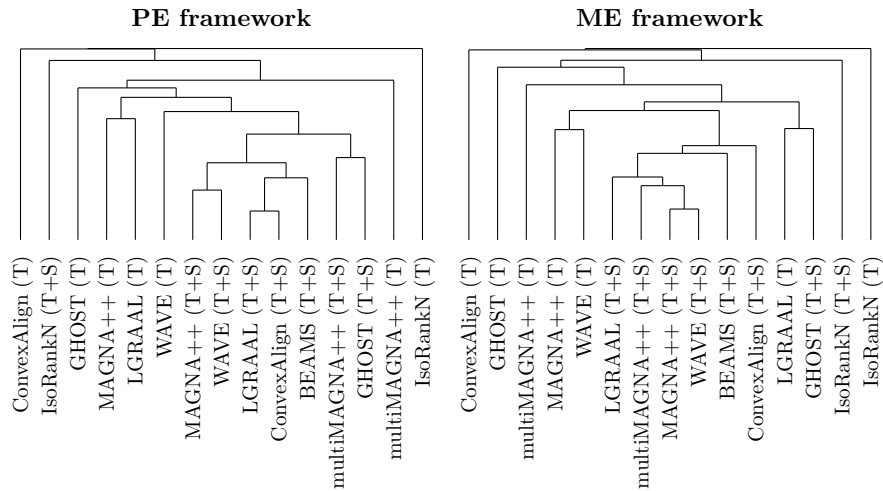 PE framework
ConvexAlign (T)
IsoRankN (T+S)
GHOST (T)
MAGNA++ (T)
LGRAAL (T)
WAVE (T)
MAGNA++ (T+S)
WAVE (T+S)
LGRAAL (T+S)
ConvexAlign (T+S)
BEAMS (T+S)
multiMAGNA++ (T+S)
GHOST (T+S)
multiMAGNA++ (T)
IsoRankN (T)
ME framework
ConvexAlign (T)
GHOST (T)
multiMAGNA++ (T)
MAGNA++ (T)
WAVE (T)
LGRAAL (T+S)
multiMAGNA++ (T+S)
MAGNA++ (T+S)
WAVE (T+S)
BEAMS (T+S)
ConvexAlign (T+S)
LGRAAL (T)
GHOST (T+S)
IsoRankN (T+S)
IsoRankN (T)